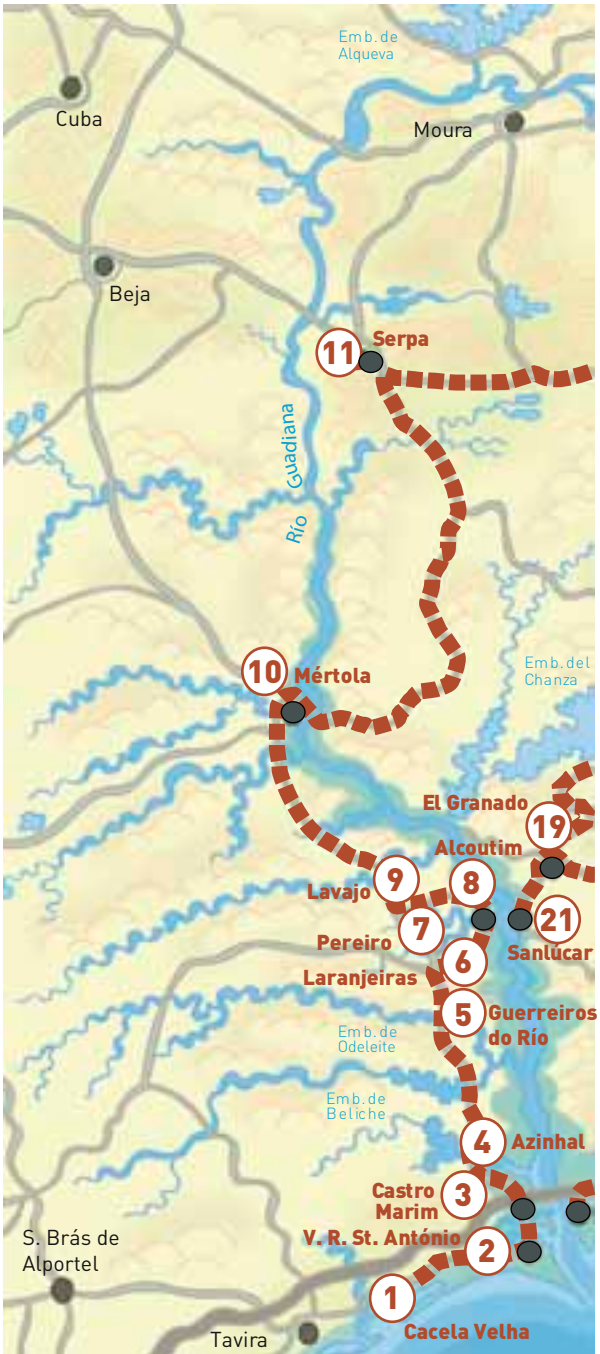 Emb. de
Alqueva
Cuba
Moura
Beja
11
Serpa
Río Guadiana
10
Mértola
Emb. del
Chanza
El Granado
19
Alcoutim
9
8
Lavajo
7
21
Pereiro
Sanlúcar
6
Laranjeiras
5
Guerreiros
do Río
Emb. de
Odeleite
Emb. de
Beliche
4
Azinhal
Castro
Marim
3
V. R. St. António
2
S. Brás de
Alportel
1
Cacela Velha
Tavira